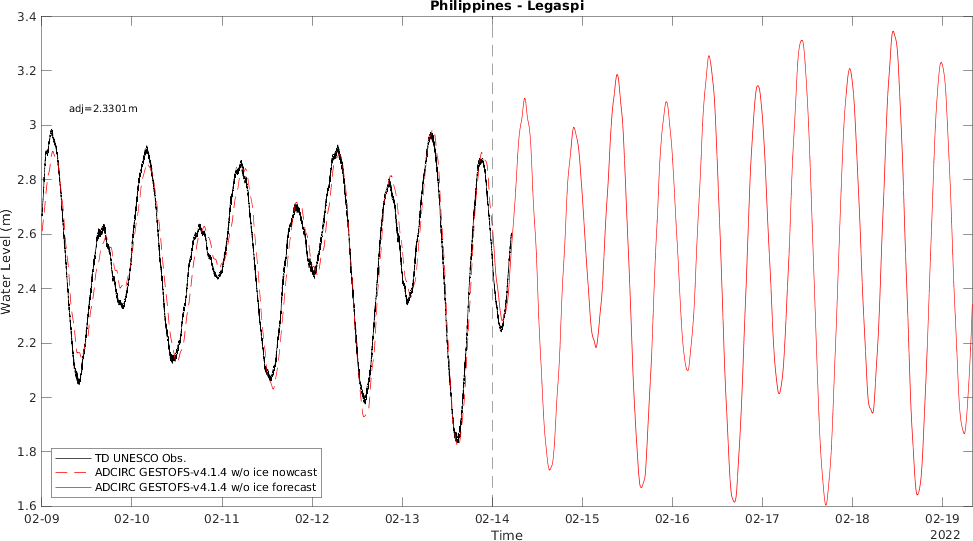 Philippines - Legaspi
3.4
3.2
3
2.8
2.6
2.4
2.2
2
1.8
1.6
Water Level (m)
adj=2.3301m
TD UNESCO Obs.
ADCIRC GESTOFS-v4.1.4 w/o ice nowcast
ADCIRC GESTOFS-v4.1.4 w/o ice forecast
02-09 02-10 02-11 02-12 02-13 02-14 02-15 02-16 02-17 02-18 02-19
2022
Time